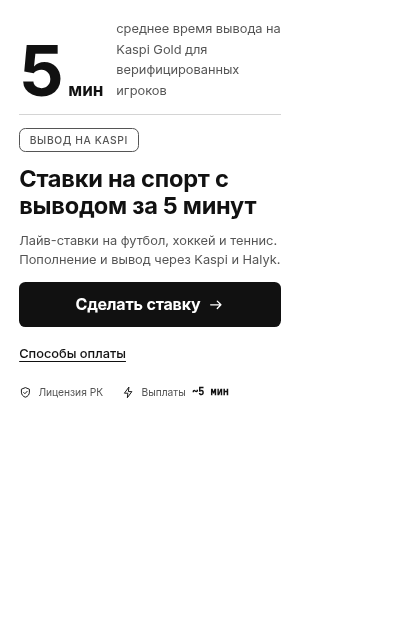 5 мин
среднее время вывода на
Kaspi Gold для
верифицированных
игроков
ВЫВОД НА KASPI
Ставки на спорт с
выводом за 5 минут
Лайв-ставки на футбол, хоккей и теннис.
Пополнение и вывод через Kaspi и Halyk.
Сделать ставку →
Способы оплаты
Лицензия РК Выплаты ~5 мин